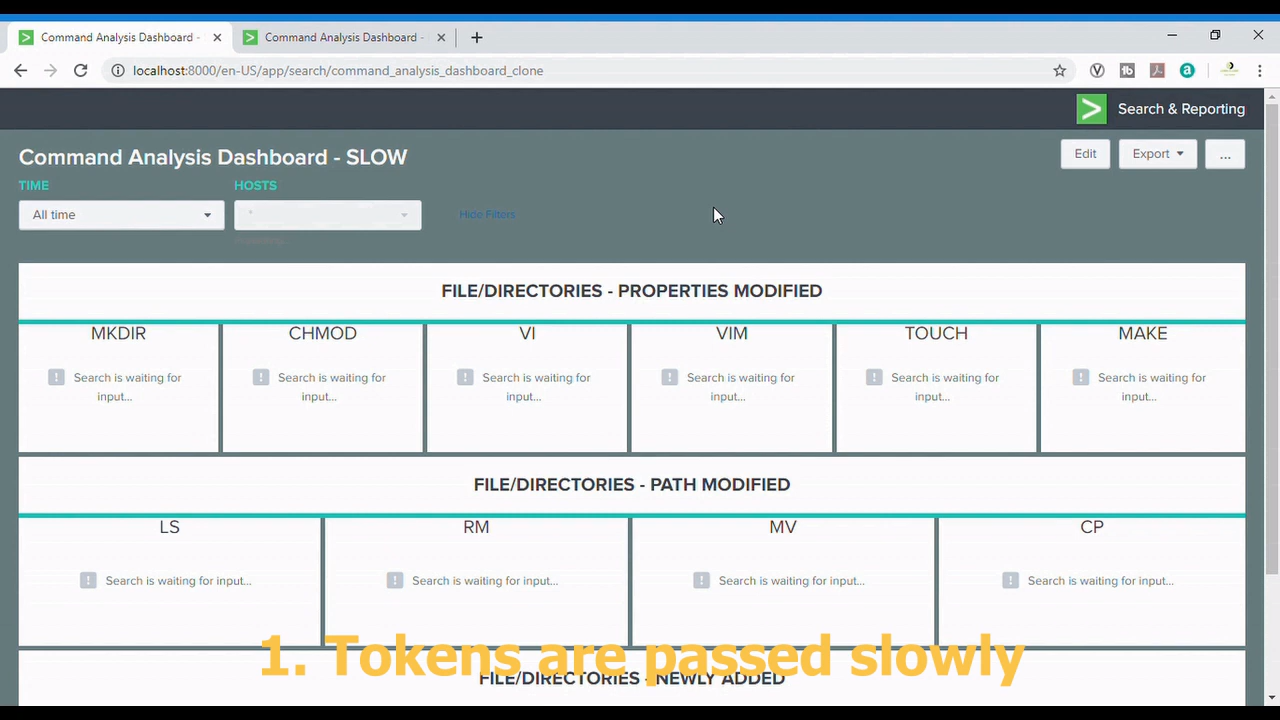 Command Analysis Dashboard -
Command Analysis Dashboard -
localhost:8000/en-US/app/search/command_analysis_dashboard_clone
Search & Reporting
Command Analysis Dashboard - SLOW
Edit
Export
...
TIME
HOSTS
All time
*
Hide Filters
FILE/DIRECTORIES - PROPERTIES MODIFIED
MKDIR
CHMOD
VI
VIM
TOUCH
MAKE
Search is waiting for
input...
Search is waiting for
input...
Search is waiting for
input...
Search is waiting for
input...
Search is waiting for
input...
Search is waiting for
input...
FILE/DIRECTORIES - PATH MODIFIED
LS
RM
MV
CP
Search is waiting for input...
Search is waiting for input...
Search is waiting for input...
Search is waiting for input...
1. Tokens are passed slowly
FILE/DIRECTORIES - NEWLY ADDED